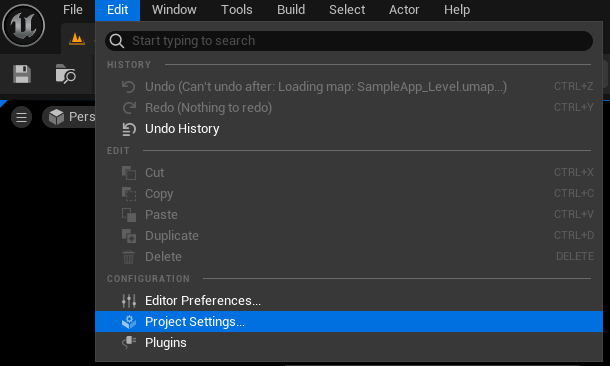 File Edit Window Tools Build Select Actor Help
Start typing to search
HISTORY
Undo (Can't undo after: Loading map: SampleApp_Level.umap...) CTRL+Z
Redo (Nothing to redo) CTRL+Y
Undo History
Pers
EDIT
Cut CTRL+X
Copy CTRL+C
Paste CTRL+V
Duplicate CTRL+D
Delete DELETE
CONFIGURATION
Editor Preferences...
Project Settings...
Plugins